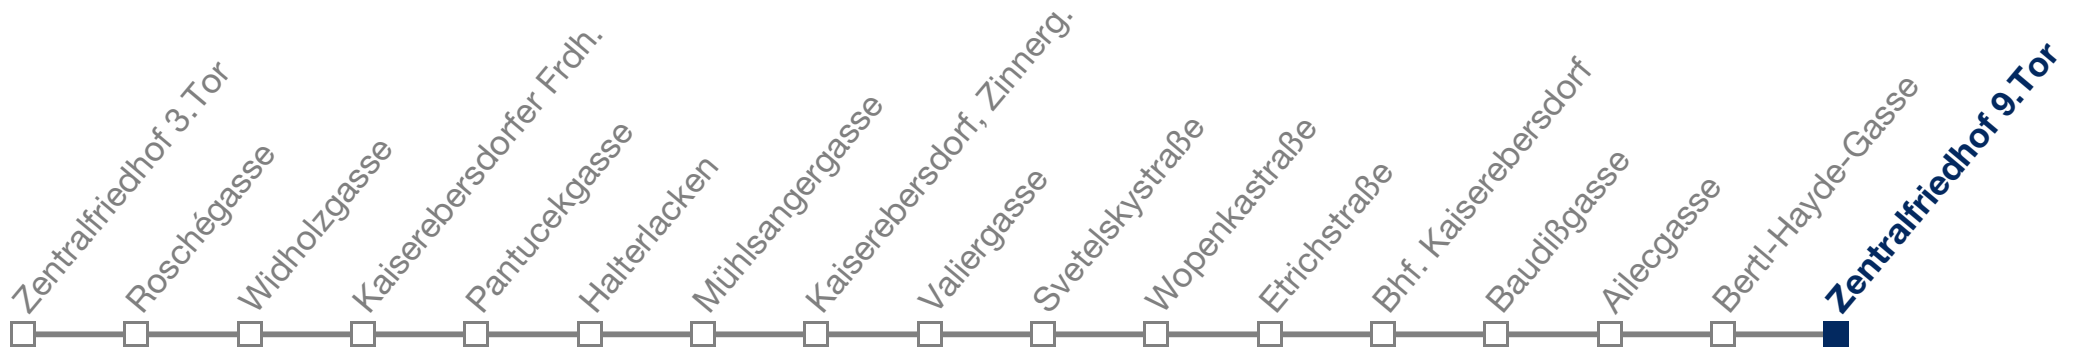 Zentralfriedhof 3.Tor
Roschégasse
Widholzgasse
Kaiserebersdorfer Frdh.
Pantucekgasse
Halterlacken
Mühlsangergasse
Kaiserebersdorf, Zinnerg.
Valiergasse
Svetelskystraße
Wopenkastraße
Etrichstraße
Bhf. Kaiserebersdorf
Baudißgasse
Ailecgasse
Bertl-Hayde-Gasse
Zentralfriedhof 9.Tor